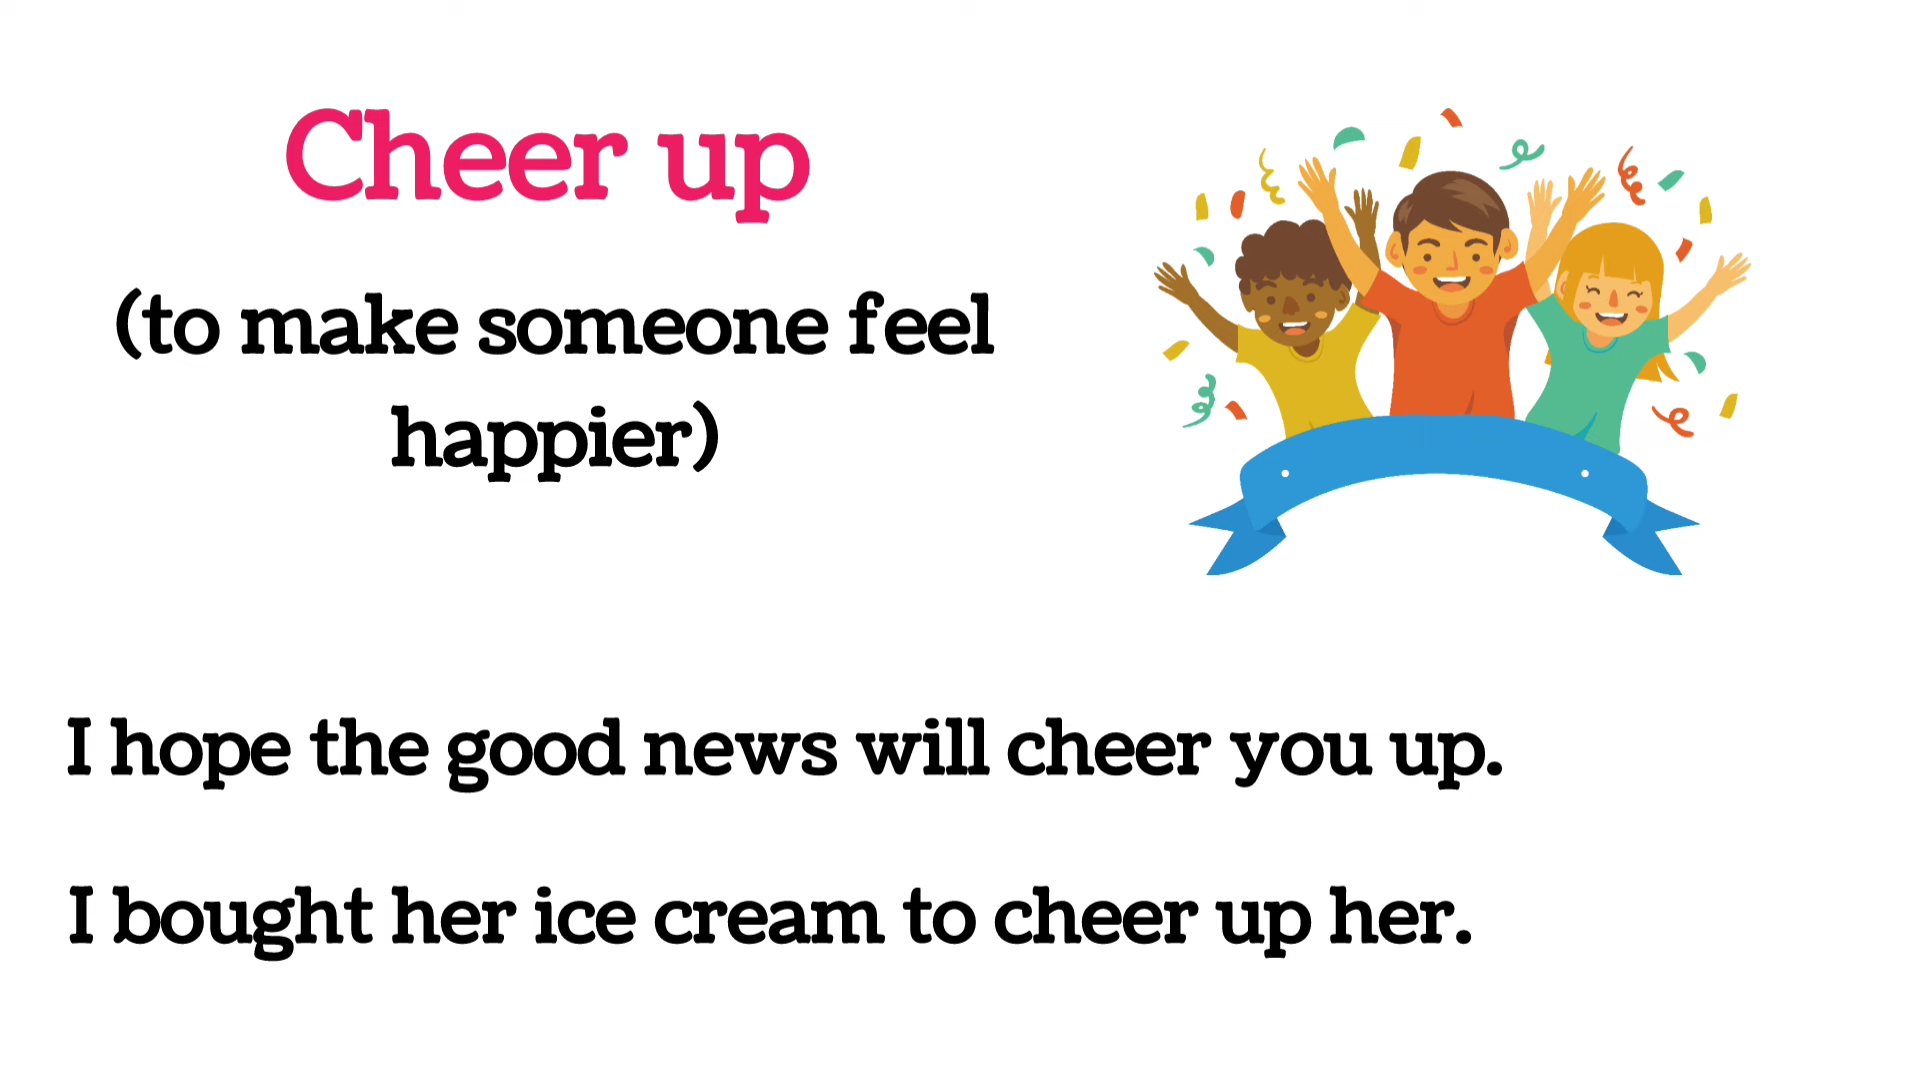 Cheer up
(to make someone feel
happier)
I hope the good news will cheer you up.
I bought her ice cream to cheer up her.